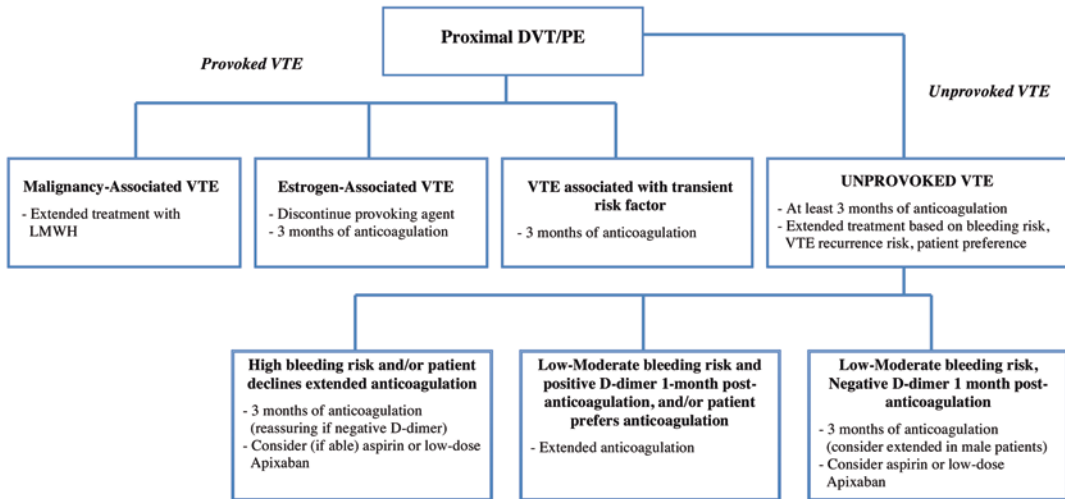 Proximal DVT/PE
Provoked VTE
Unprovoked VTE
Malignancy-Associated VTE
- Extended treatment with
LMWH
Estrogen-Associated VTE
- Discontinue provoking agent
- 3 months of anticoagulation
VTE associated with transient
risk factor
- 3 months of anticoagulation
UNPROVOKED VTE
- At least 3 months of anticoagulation
- Extended treatment based on bleeding risk,
VTE recurrence risk, patient preference
High bleeding risk and/or patient
declines extended anticoagulation
- 3 months of anticoagulation
(reassuring if negative D-dimer)
- Consider (if able) aspirin or low-dose
Apixaban
Low-Moderate bleeding risk and
positive D-dimer 1-month post-
anticoagulation, and/or patient
prefers anticoagulation
- Extended anticoagulation
Low-Moderate bleeding risk,
Negative D-dimer 1 month post-
anticoagulation
- 3 months of anticoagulation
(consider extended in male patients)
- Consider aspirin or low-dose
Apixaban